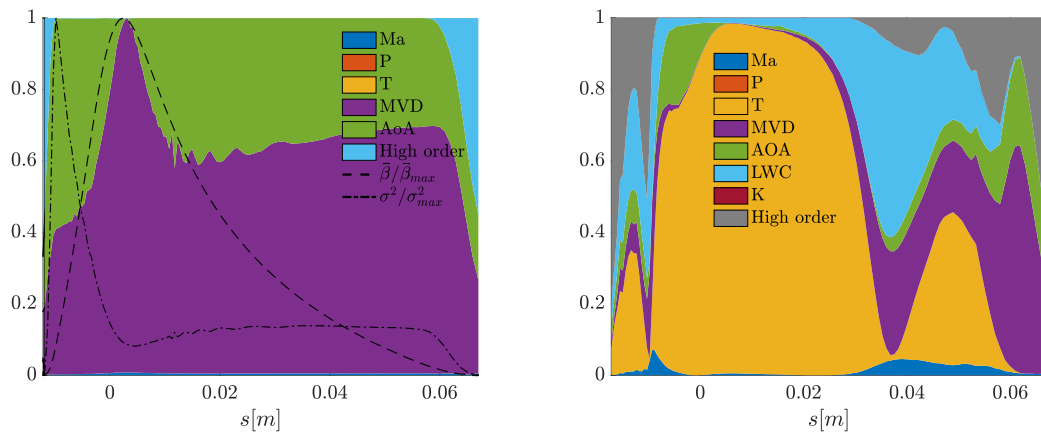 1
0.8
0.6
0.4
0.2
0
0 0.02 0.04 0.06
s[m]
Ma
P
T
MVD
AoA
High order
β̄/β̄max
σ²/σ²max
1
0.8
0.6
0.4
0.2
0
0 0.02 0.04 0.06
s[m]
Ma
P
T
MVD
AOA
LWC
K
High order